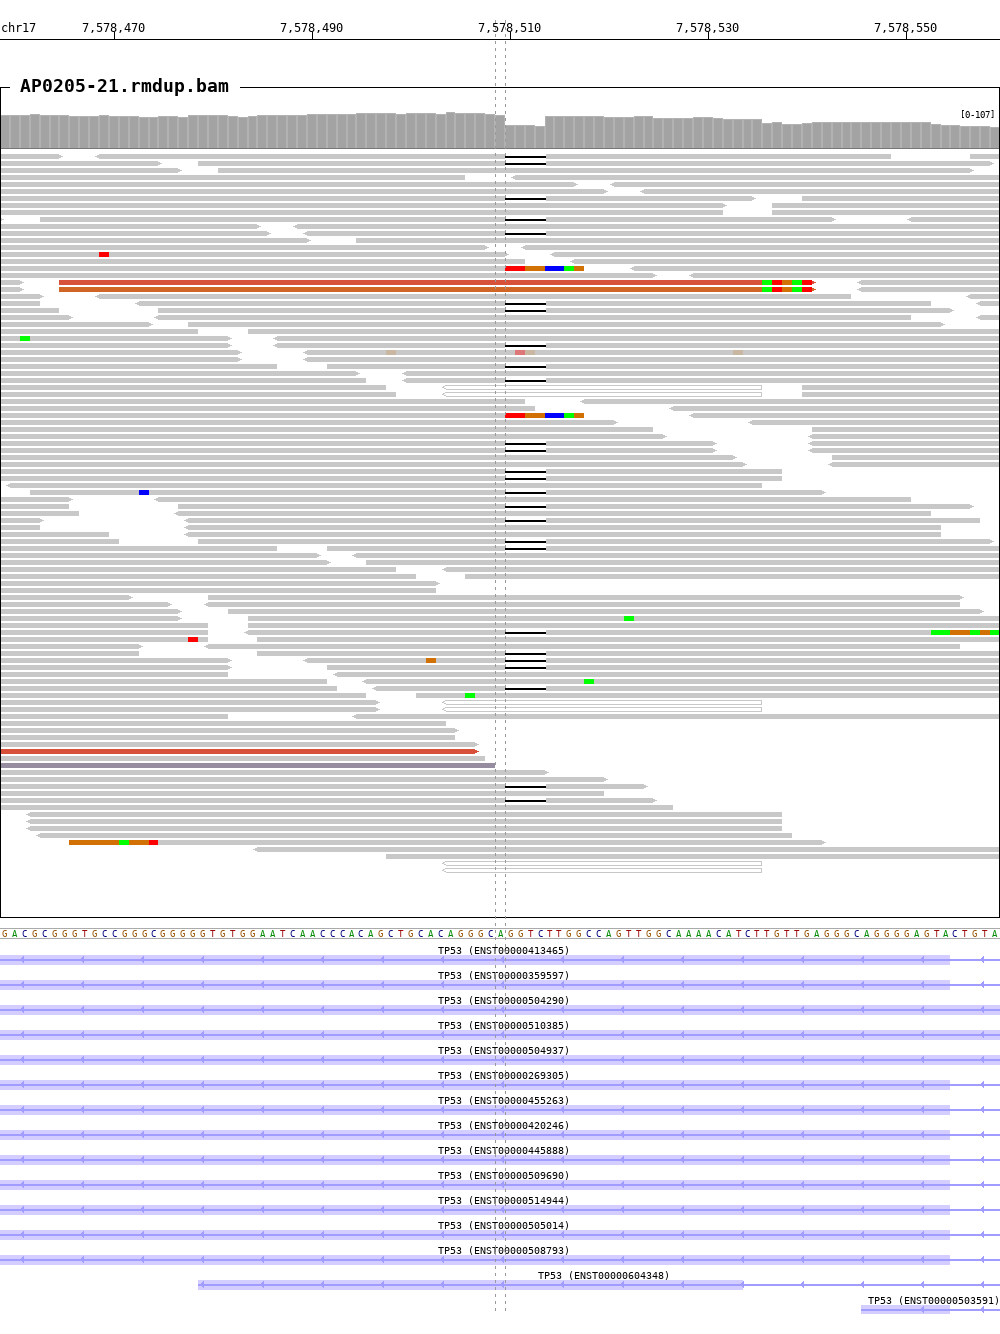 chr17 7,578,470 7,578,490 7,578,510 7,578,530 7,578,550
AP0205-21.rmdup.bam
[0-107]
G A C G C G G G T G C C G G G C G G G G G T G T G G A A T C A A C C C A C A G C T G C A C A G G G C A G G T C T T G G C C A G T T G G C A A A A C A T C T T G T T G A G G G C A G G G G A G T A C T G T A
TP53 (ENST00000413465)
TP53 (ENST00000359597)
TP53 (ENST00000504290)
TP53 (ENST00000510385)
TP53 (ENST00000504937)
TP53 (ENST00000269305)
TP53 (ENST00000455263)
TP53 (ENST00000420246)
TP53 (ENST00000445888)
TP53 (ENST00000509690)
TP53 (ENST00000514944)
TP53 (ENST00000505014)
TP53 (ENST00000508793)
TP53 (ENST00000604348)
TP53 (ENST00000503591)